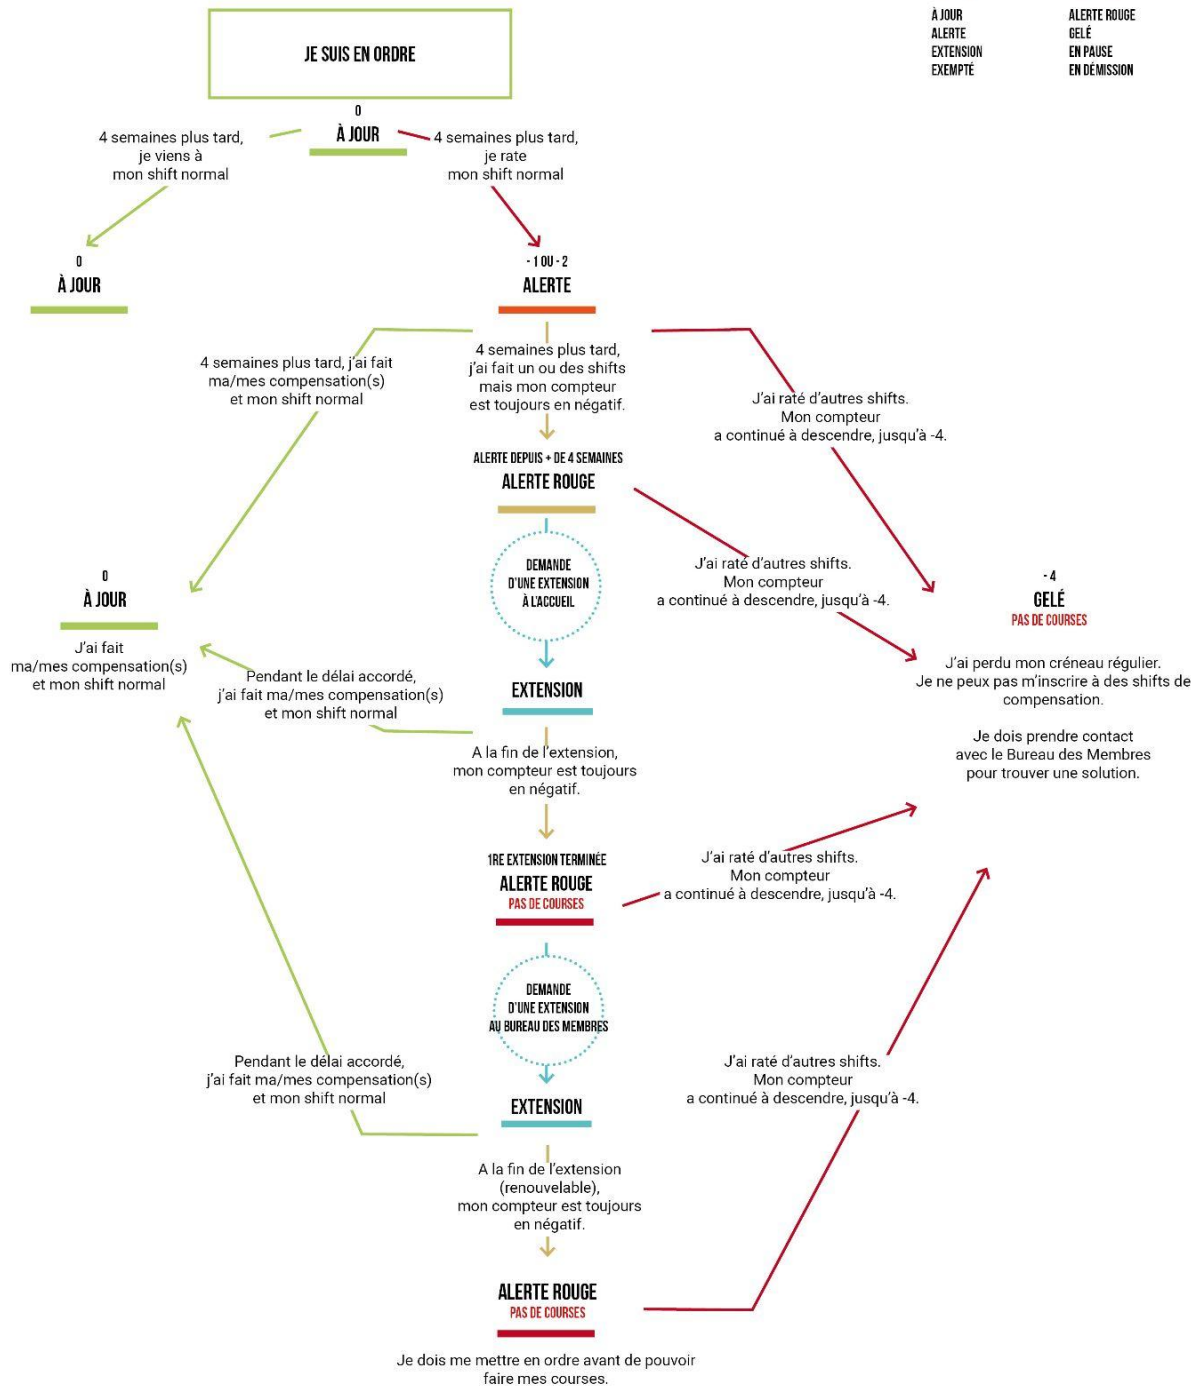 JE SUIS EN ORDRE
À JOUR
ALERTE
EXTENSION
EXEMPTÉ
ALERTE ROUGE
GELÉ
EN PAUSE
EN DÉMISSION
0
À JOUR
4 semaines plus tard,
je viens à
mon shift normal
4 semaines plus tard,
je rate
mon shift normal
0
À JOUR
- 1 OU - 2
ALERTE
4 semaines plus tard, j'ai fait
ma/mes compensation(s)
et mon shift normal
4 semaines plus tard,
j'ai fait un ou des shifts
mais mon compteur
est toujours en négatif.
J'ai raté d'autres shifts.
Mon compteur
a continué à descendre, jusqu'à -4.
ALERTE DEPUIS + DE 4 SEMAINES
ALERTE ROUGE
DEMANDE
D'UNE EXTENSION
À L'ACCUEIL
J'ai raté d'autres shifts.
Mon compteur
a continué à descendre, jusqu'à -4.
0
À JOUR
J'ai fait
ma/mes compensation(s)
et mon shift normal
- 4
GELÉ
PAS DE COURSES
J'ai perdu mon créneau régulier.
Je ne peux pas m'inscrire à des shifts de
compensation.
Je dois prendre contact
avec le Bureau des Membres
pour trouver une solution.
Pendant le délai accordé,
j'ai fait ma/mes compensation(s)
et mon shift normal
EXTENSION
A la fin de l'extension,
mon compteur est toujours
en négatif.
1RE EXTENSION TERMINÉE
ALERTE ROUGE
PAS DE COURSES
J'ai raté d'autres shifts.
Mon compteur
a continué à descendre, jusqu'à -4.
DEMANDE
D'UNE EXTENSION
AU BUREAU DES MEMBRES
Pendant le délai accordé,
j'ai fait ma/mes compensation(s)
et mon shift normal
EXTENSION
J'ai raté d'autres shifts.
Mon compteur
a continué à descendre, jusqu'à -4.
A la fin de l'extension
(renouvelable),
mon compteur est toujours
en négatif.
ALERTE ROUGE
PAS DE COURSES
Je dois me mettre en ordre avant de pouvoir
faire mes courses.